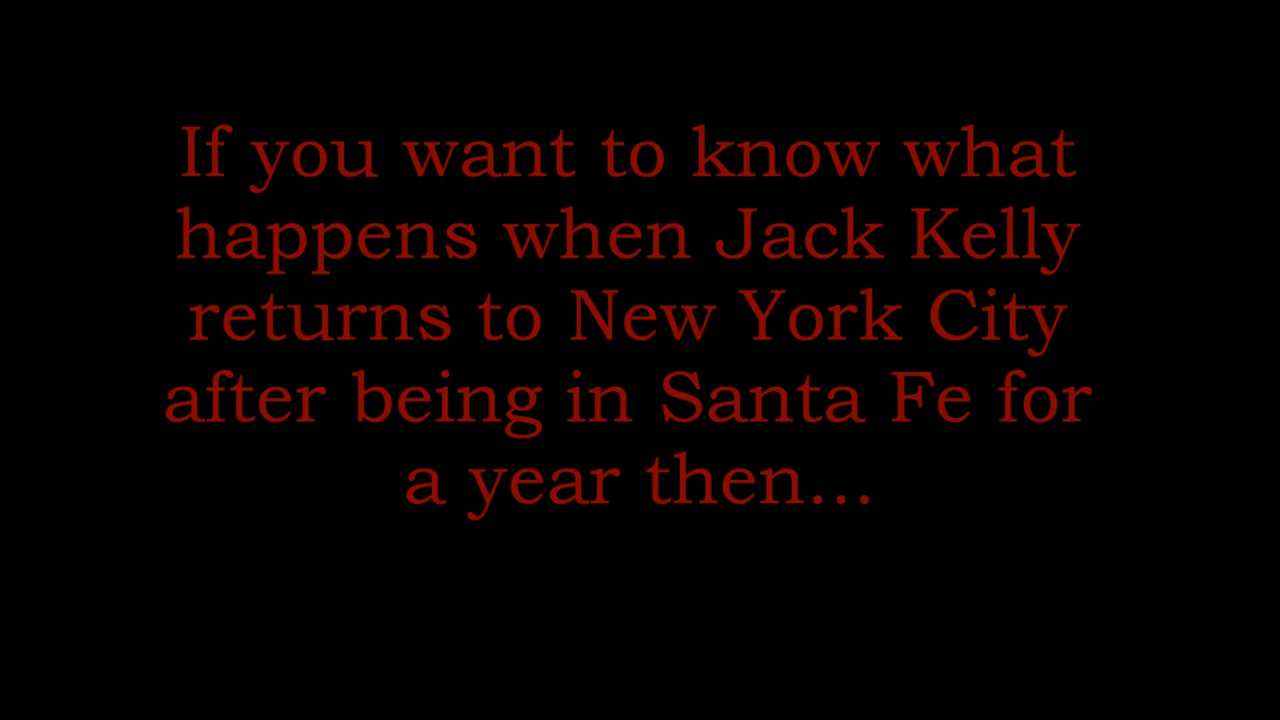 If you want to know what
happens when Jack Kelly
returns to New York City
after being in Santa Fe for
a year then...